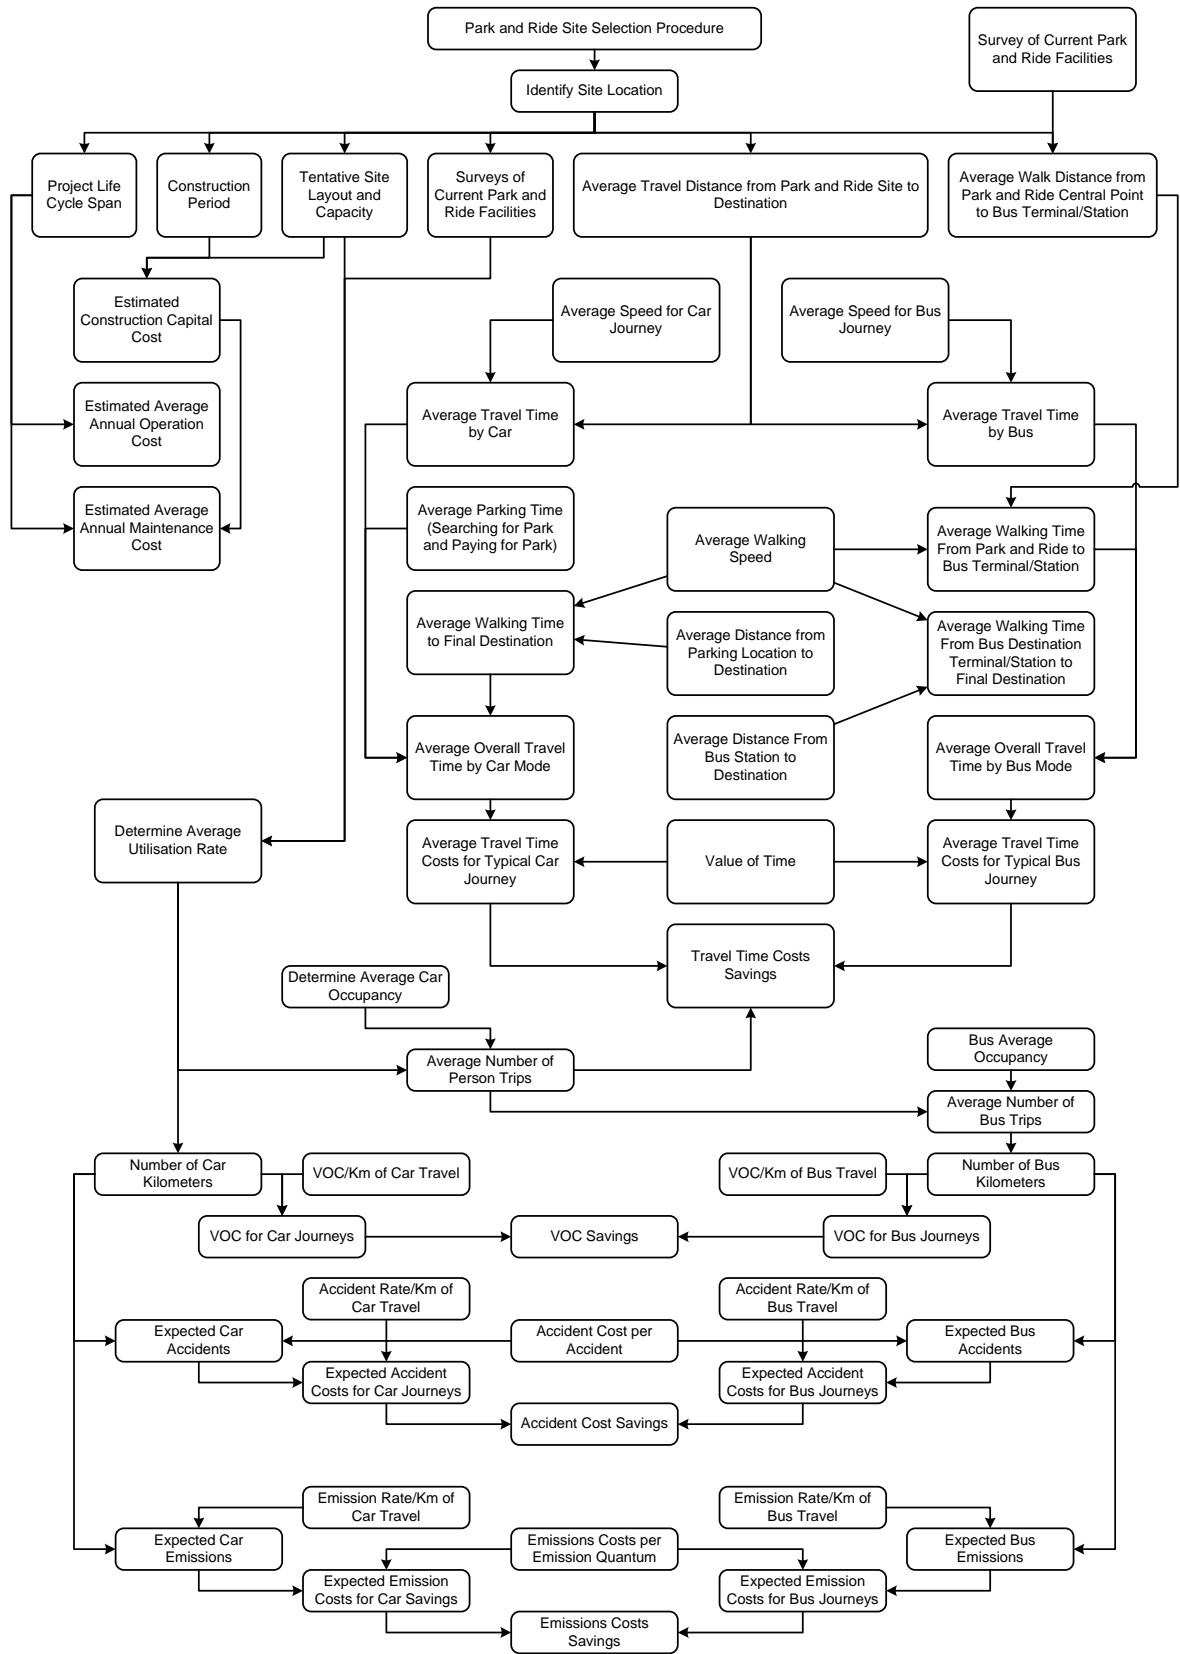 Park and Ride Site Selection Procedure
Survey of Current Park
and Ride Facilities
Identify Site Location
Project Life
Cycle Span
Construction
Period
Tentative Site
Layout and
Capacity
Surveys of
Current Park and
Ride Facilities
Average Travel Distance from Park and Ride Site to
Destination
Average Walk Distance from
Park and Ride Central Point
to Bus Terminal/Station
Estimated
Construction Capital
Cost
Average Speed for Car
Journey
Average Speed for Bus
Journey
Estimated Average
Annual Operation
Cost
Average Travel Time
by Car
Average Travel Time
by Bus
Estimated Average
Annual Maintenance
Cost
Average Parking Time
(Searching for Park
and Paying for Park)
Average Walking
Speed
Average Walking Time
From Park and Ride to
Bus Terminal/Station
Average Walking Time
to Final Destination
Average Distance from
Parking Location to
Destination
Average Walking Time
From Bus Destination
Terminal/Station to
Final Destination
Average Overall Travel
Time by Car Mode
Average Distance From
Bus Station to
Destination
Average Overall Travel
Time by Bus Mode
Determine Average
Utilisation Rate
Average Travel Time
Costs for Typical Car
Journey
Value of Time
Average Travel Time
Costs for Typical Bus
Journey
Travel Time Costs
Savings
Determine Average Car
Occupancy
Average Number of
Person Trips
Bus Average
Occupancy
Average Number of
Bus Trips
Number of Car
Kilometers
VOC/Km of Car Travel
VOC/Km of Bus Travel
Number of Bus
Kilometers
VOC for Car Journeys
VOC Savings
VOC for Bus Journeys
Accident Rate/Km of
Car Travel
Accident Rate/Km of
Bus Travel
Expected Car
Accidents
Accident Cost per
Accident
Expected Bus
Accidents
Expected Accident
Costs for Car Journeys
Expected Accident
Costs for Bus Journeys
Accident Cost Savings
Emission Rate/Km of
Car Travel
Emission Rate/Km of
Bus Travel
Expected Car
Emissions
Emissions Costs per
Emission Quantum
Expected Bus
Emissions
Expected Emission
Costs for Car Savings
Expected Emission
Costs for Bus Journeys
Emissions Costs
Savings